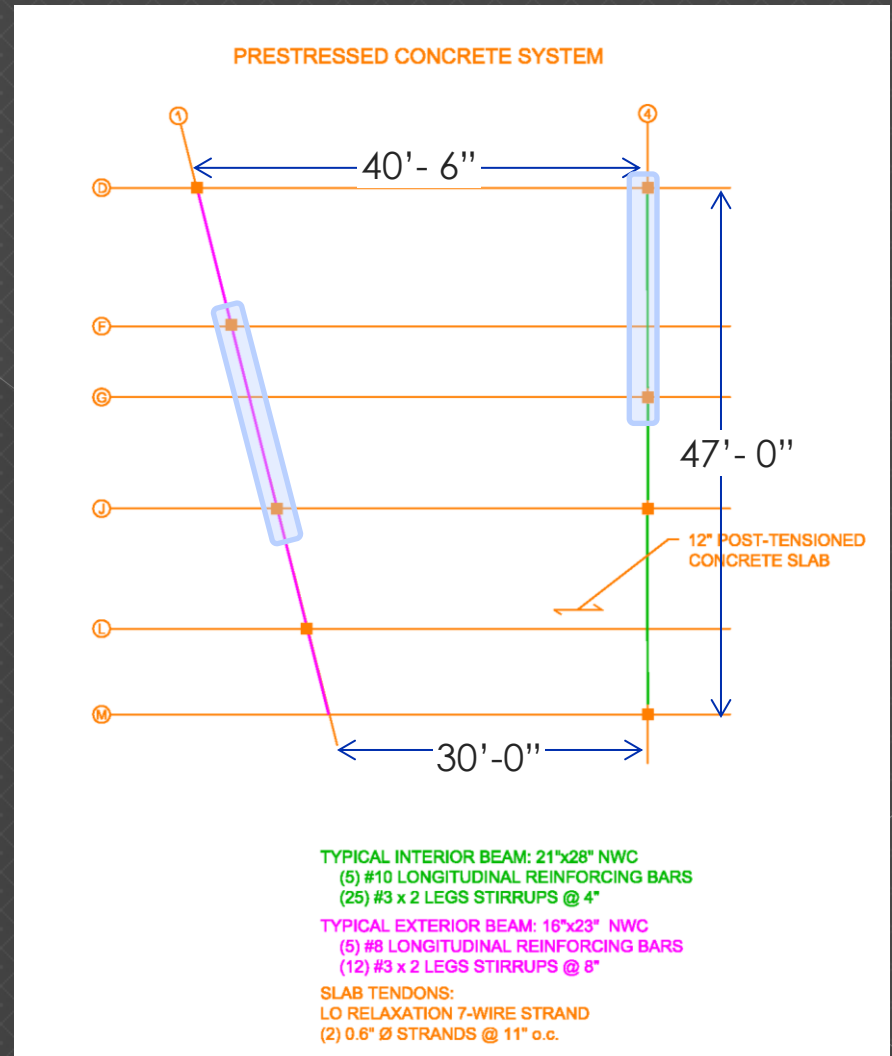 PRESTRESSED CONCRETE SYSTEM
1
4
40'- 6"
D
F
G
47'- 0"
J
12" POST-TENSIONED
CONCRETE SLAB
L
M
30'-0"
TYPICAL INTERIOR BEAM: 21"x28" NWC
(5) #10 LONGITUDINAL REINFORCING BARS
(25) #3 x 2 LEGS STIRRUPS @ 4"
TYPICAL EXTERIOR BEAM: 16"x23" NWC
(5) #8 LONGITUDINAL REINFORCING BARS
(12) #3 x 2 LEGS STIRRUPS @ 8"
SLAB TENDONS:
LO RELAXATION 7-WIRE STRAND
(2) 0.6" Ø STRANDS @ 11" o.c.